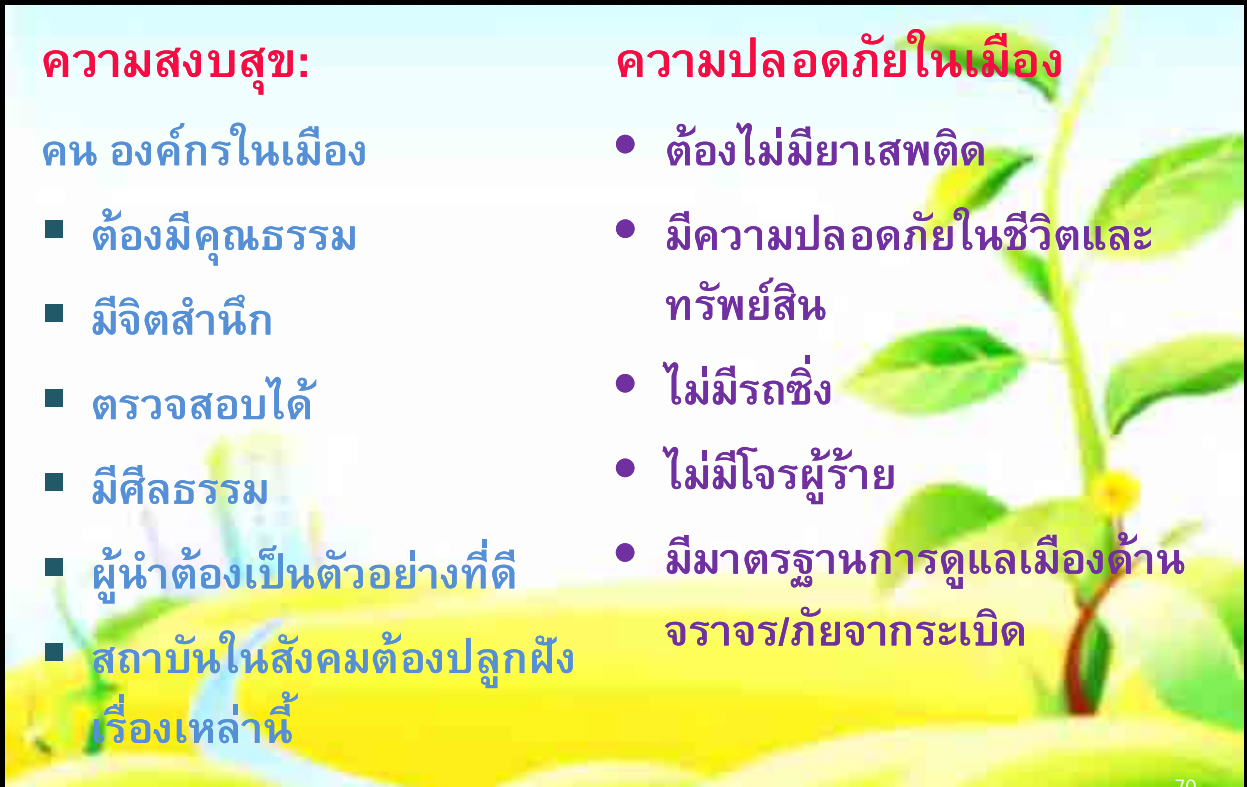 ความสงบสุข:
คน องค์กรในเมือง
▪ ต้องมีคุณธรรม
▪ มีจิตสำนึก
▪ ตรวจสอบได้
▪ มีศีลธรรม
▪ ผู้นำต้องเป็นตัวอย่างที่ดี
▪ สถาบันในสังคมต้องปลูกฝัง
เรื่องเหล่านี้
ความปลอดภัยในเมือง
• ต้องไม่มียาเสพติด
• มีความปลอดภัยในชีวิตและ
ทรัพย์สิน
• ไม่มีรถซิ่ง
• ไม่มีโจรผู้ร้าย
• มีมาตรฐานการดูแลเมืองด้าน
จราจร/ภัยจากระเบิด